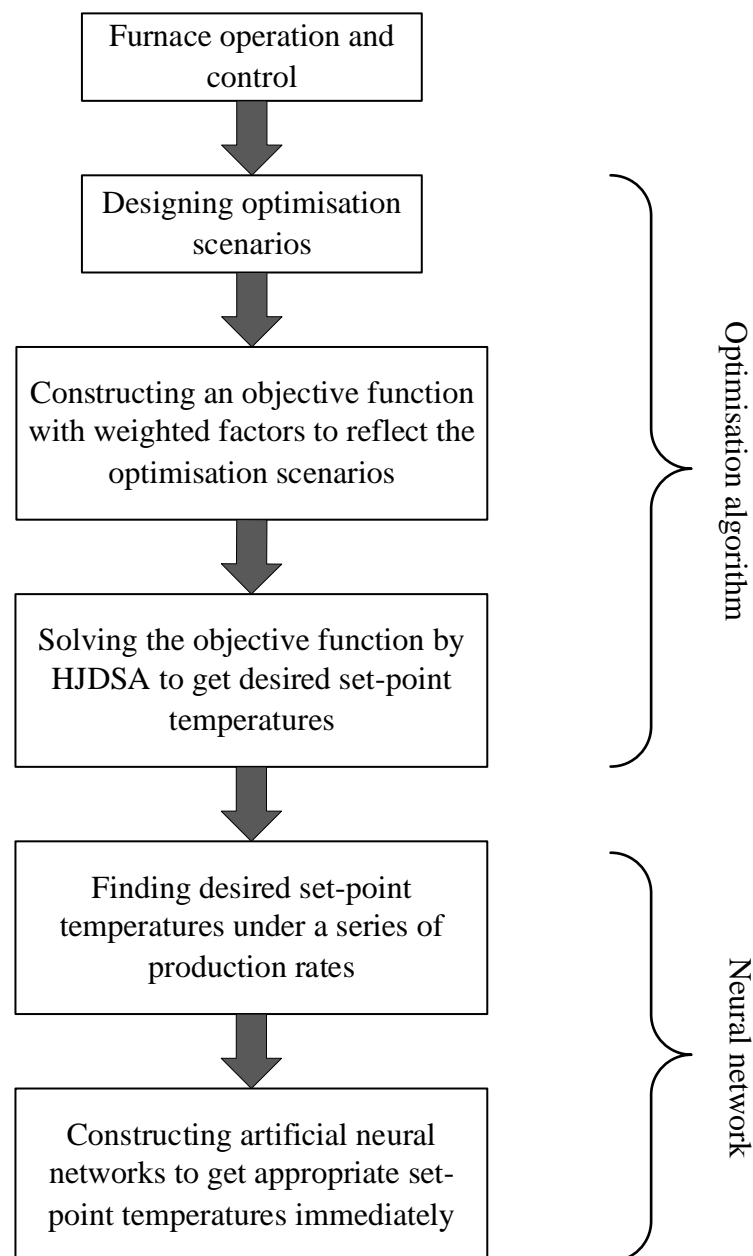 Furnace operation and
control
Designing optimisation
scenarios
Constructing an objective function
with weighted factors to reflect the
optimisation scenarios
Solving the objective function by
HJDSA to get desired set-point
temperatures
Optimisation algorithm
Finding desired set-point
temperatures under a series of
production rates
Constructing artificial neural
networks to get appropriate set-
point temperatures immediately
Neural network